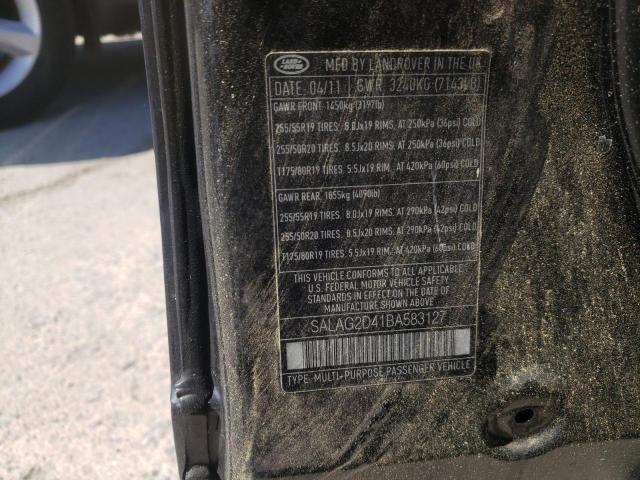 LAND ROVER
MFD BY LANDROVER IN THE UK
DATE: 04/11 GWR 3240KG (7143LB)
GAWR FRONT: 1450kg (3197lb)
255/55R19 TIRES. 8.0Jx19 RIMS. AT 250kPa (36psi) COLD
255/50R20 TIRES. 8.5Jx20 RIMS. AT 250kPa (36psi) COLD
T175/80R19 TIRES. 5.5Jx19 RIM. AT 420kPa (60psi) COLD
GAWR REAR. 1855kg (4090lb)
255/55R19 TIRES. 8.0Jx19 RIMS. AT 290kPa (42psi) COLD
255/50R20 TIRES. 8.5Jx20 RIMS. AT 290kPa (42psi) COLD
T175/80R19 TIRES. 5.5Jx19 RIM. AT 420kPa (60psi) COLD
THIS VEHICLE CONFORMS TO ALL APPLICABLE
U.S. FEDERAL MOTOR VEHICLE SAFETY
STANDARDS IN EFFECT ON THE DATE OF
MANUFACTURE SHOWN ABOVE
SALAG2D41BA583127
TYPE: MULTI-PURPOSE PASSENGER VEHICLE